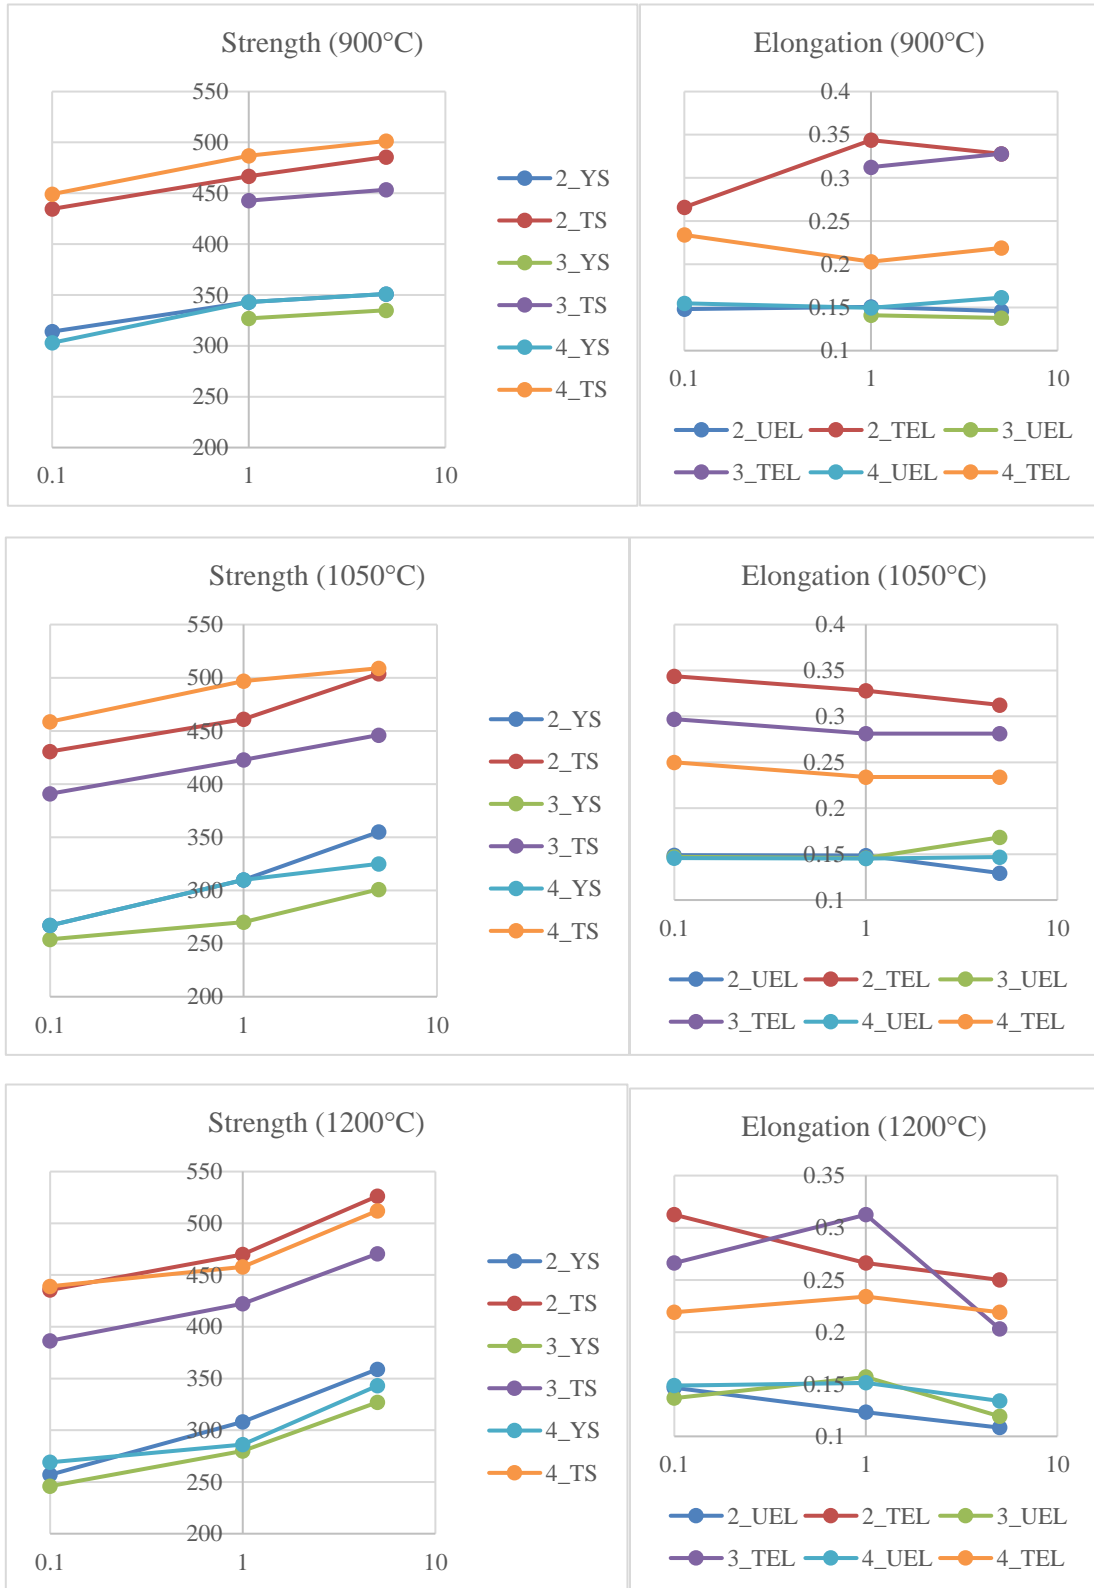 Strength (900°C)
550
500
450
400
350
300
250
200
0.1
1
10
2_YS
2_TS
3_YS
3_TS
4_YS
4_TS
Elongation (900°C)
0.4
0.35
0.3
0.25
0.2
0.15
0.1
0.1
1
10
2_UEL 2_TEL 3_UEL
3_TEL 4_UEL 4_TEL
Strength (1050°C)
550
500
450
400
350
300
250
200
0.1
1
10
2_YS
2_TS
3_YS
3_TS
4_YS
4_TS
Elongation (1050°C)
0.4
0.35
0.3
0.25
0.2
0.15
0.1
0.1
1
10
2_UEL 2_TEL 3_UEL
3_TEL 4_UEL 4_TEL
Strength (1200°C)
550
500
450
400
350
300
250
200
0.1
1
10
2_YS
2_TS
3_YS
3_TS
4_YS
4_TS
Elongation (1200°C)
0.35
0.3
0.25
0.2
0.15
0.1
0.1
1
10
2_UEL 2_TEL 3_UEL
3_TEL 4_UEL 4_TEL